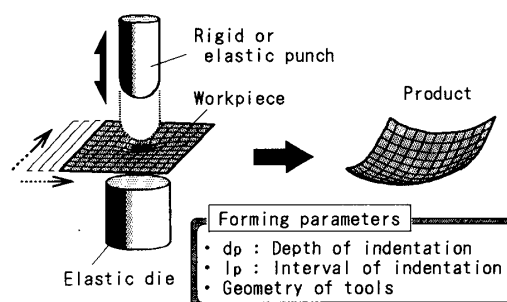 Rigid or
elastic punch
Workpiece
Product
Elastic die
Forming parameters
・dp : Depth of indentation
・lp : Interval of indentation
・Geometry of tools